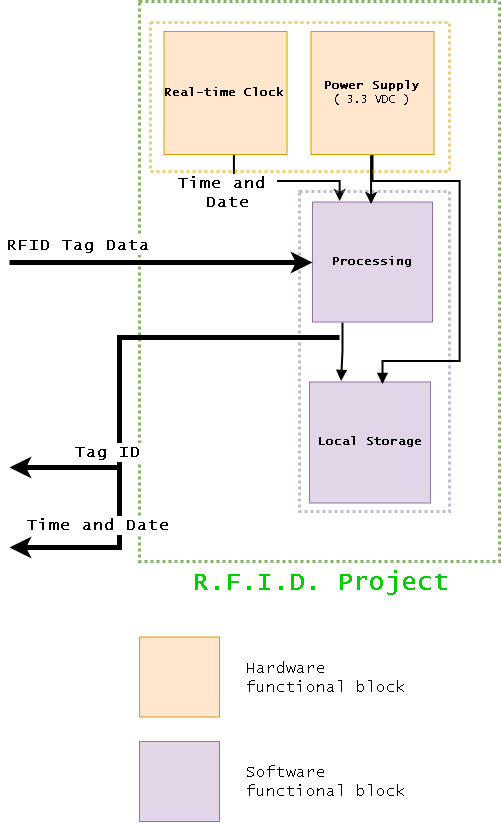 Real-time Clock
Power Supply
( 3.3 VDC )
Time and
Date
RFID Tag Data
Processing
Local Storage
Tag ID
Time and Date
R.F.I.D. Project
Hardware
functional block
Software
functional block